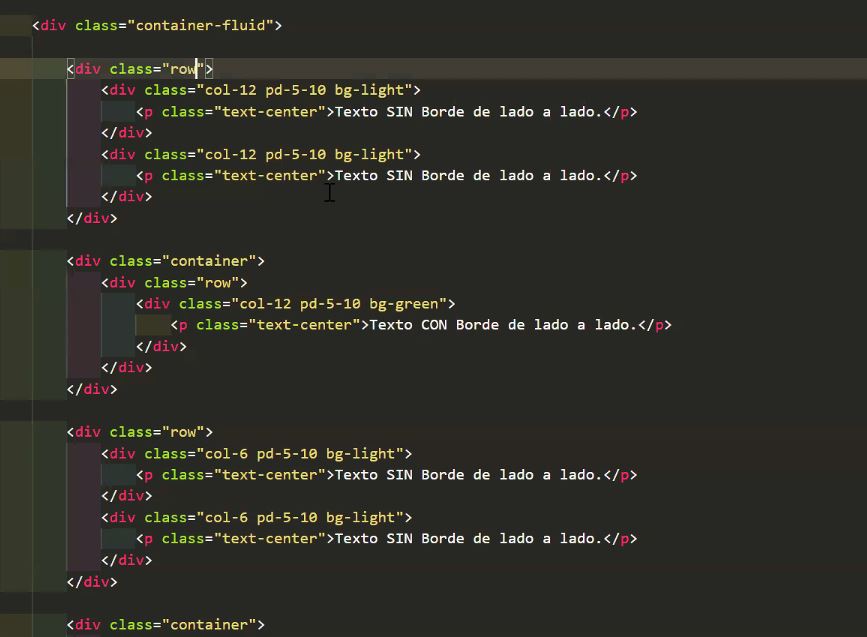 <div class="container-fluid">
<div class="row">
<div class="col-12 pd-5-10 bg-light">
<p class="text-center">Texto SIN Borde de lado a lado.</p>
</div>
<div class="col-12 pd-5-10 bg-light">
<p class="text-center">Texto SIN Borde de lado a lado.</p>
</div>
</div>
<div class="container">
<div class="row">
<div class="col-12 pd-5-10 bg-green">
<p class="text-center">Texto CON Borde de lado a lado.</p>
</div>
</div>
</div>
<div class="row">
<div class="col-6 pd-5-10 bg-light">
<p class="text-center">Texto SIN Borde de lado a lado.</p>
</div>
<div class="col-6 pd-5-10 bg-light">
<p class="text-center">Texto SIN Borde de lado a lado.</p>
</div>
</div>
<div class="container">